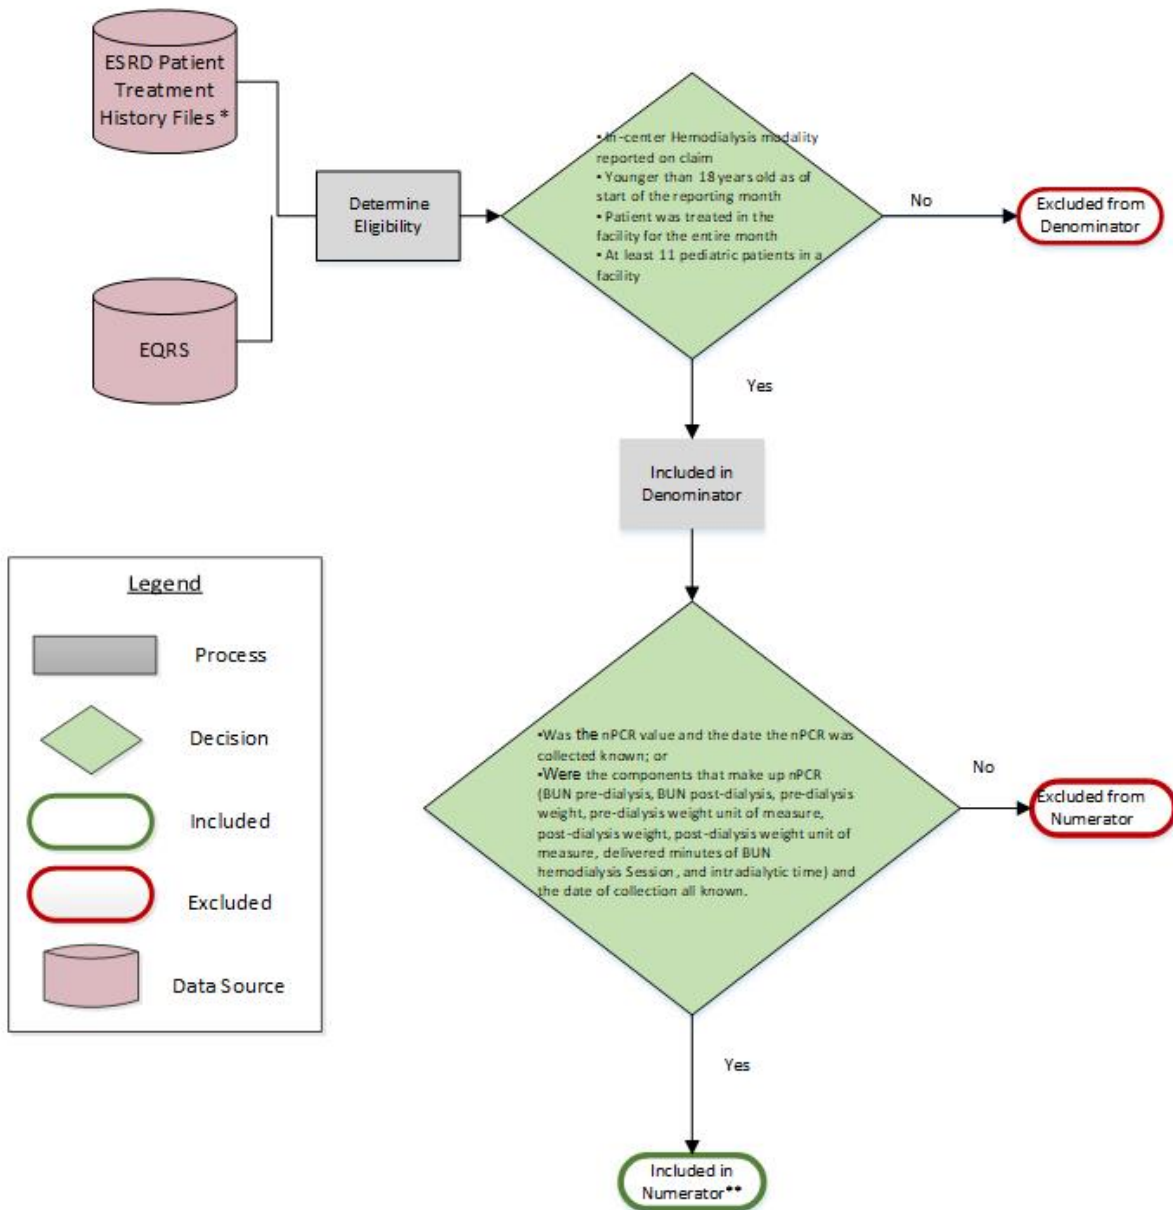 ESRD Patient
Treatment
History Files *
EQRS
Determine
Eligibility
▪ In-center Hemodialysis modality
reported on claim
▪ Younger than 18 years old as of
start of the reporting month
▪ Patient was treated in the
facility for the entire month
▪ At least 11 pediatric patients in a
facility
No
Excluded from
Denominator
Yes
Included in
Denominator
▪Was the nPCR value and the date the nPCR was
collected known; or
▪Were the components that make up nPCR
(BUN pre-dialysis, BUN post-dialysis, pre-dialysis
weight, pre-dialysis weight unit of measure,
post-dialysis weight, post-dialysis weight unit of
measure, delivered minutes of BUN
hemodialysis Session, and intradialytic time) and
the date of collection all known.
No
Excluded from
Numerator
Yes
Included in
Numerator**
Legend
Process
Decision
Included
Excluded
Data Source